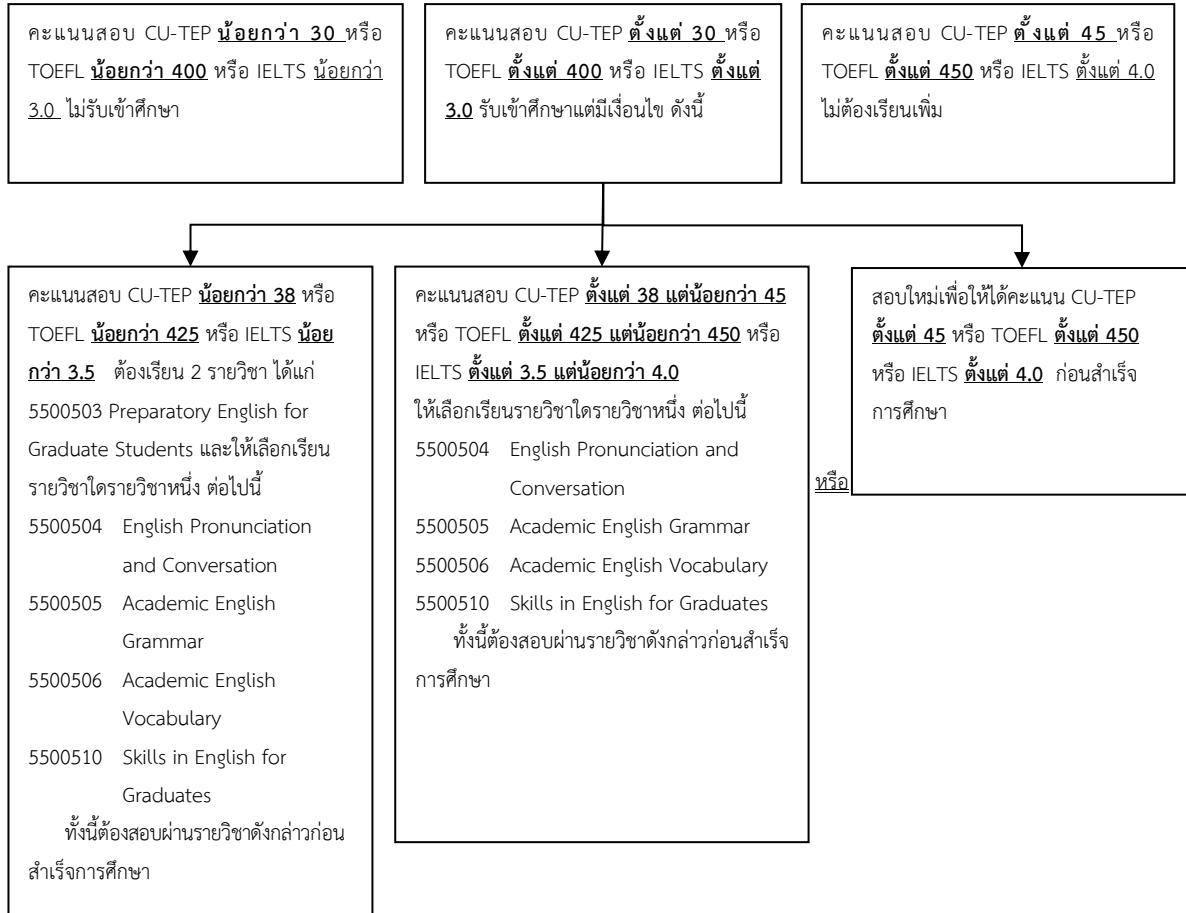 คะแนนสอบ CU-TEP น้อยกว่า 30 หรือ
TOEFL น้อยกว่า 400 หรือ IELTS น้อยกว่า
3.0 ไม่รับเข้าศึกษา
คะแนนสอบ CU-TEP ตั้งแต่ 30 หรือ
TOEFL ตั้งแต่ 400 หรือ IELTS ตั้งแต่
3.0 รับเข้าศึกษาแต่มีเงื่อนไข ดังนี้
คะแนนสอบ CU-TEP ตั้งแต่ 45 หรือ
TOEFL ตั้งแต่ 450 หรือ IELTS ตั้งแต่ 4.0
ไม่ต้องเรียนเพิ่ม
คะแนนสอบ CU-TEP น้อยกว่า 38 หรือ
TOEFL น้อยกว่า 425 หรือ IELTS น้อย
กว่า 3.5 ต้องเรียน 2 รายวิชา ได้แก่
5500503 Preparatory English for
Graduate Students และให้เลือกเรียน
รายวิชาใดรายวิชาหนึ่ง ต่อไปนี้
5500504 English Pronunciation
and Conversation
5500505 Academic English
Grammar
5500506 Academic English
Vocabulary
5500510 Skills in English for
Graduates
ทั้งนี้ต้องสอบผ่านรายวิชาดังกล่าวก่อน
สำเร็จการศึกษา
คะแนนสอบ CU-TEP ตั้งแต่ 38 แต่น้อยกว่า 45
หรือ TOEFL ตั้งแต่ 425 แต่น้อยกว่า 450 หรือ
IELTS ตั้งแต่ 3.5 แต่น้อยกว่า 4.0
ให้เลือกเรียนรายวิชาใดรายวิชาหนึ่ง ต่อไปนี้
5500504 English Pronunciation and
Conversation
5500505 Academic English Grammar
5500506 Academic English Vocabulary
5500510 Skills in English for Graduates
ทั้งนี้ต้องสอบผ่านรายวิชาดังกล่าวก่อนสำเร็จ
การศึกษา
หรือ
สอบใหม่เพื่อให้ได้คะแนน CU-TEP
ตั้งแต่ 45 หรือ TOEFL ตั้งแต่ 450
หรือ IELTS ตั้งแต่ 4.0 ก่อนสำเร็จ
การศึกษา